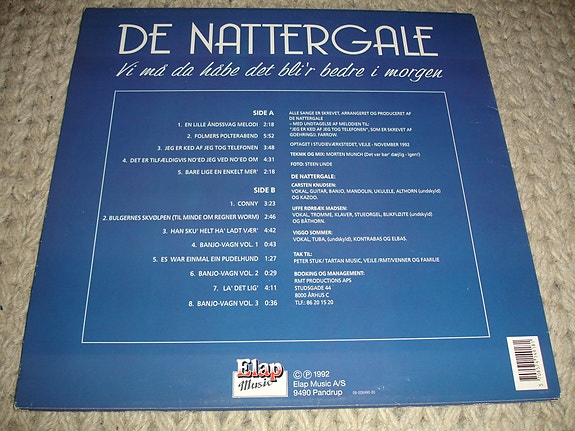 DE NATTERGALE
Vi må da håbe det bli'r bedre i morgen
SIDE A
1. EN LILLE ÅNDSSVAG MELODI 2:18
2. FOLMERS POLTERABEND 5:52
3. JEG ER KED AF JEG TOG TELEFONEN 3:48
4. DET ER TILFÆLDIGVIS NO'ED JEG VED NO'ED OM 4:31
5. BARE LIGE EN ENKELT MER' 2:18
SIDE B
1. CONNY 3:23
2. BULGERNES SKVØLPEN (TIL MINDE OM REGNER WORM) 2:46
3. HAN SKU' HELT HA' LADT VÆR' 4:42
4. BANJO-VAGN VOL. 1 0:43
5. ES WAR EINMAL EIN PUDELHUND 1:27
6. BANJO-VAGN VOL. 2 0:29
7. LA' DET LIG' 4:11
8. BANJO-VAGN VOL. 3 0:36
ALLE SANGE ER SKREVET, ARRANGERET OG PRODUCERET AF
DE NATTERGALE
– MED UNDTAGELSE AF MELODIEN TIL:
"JEG ER KED AF JEG TOG TELEFONEN", SOM ER SKREVET AF
GOEHRING/J. FARROW.
OPTAGET I STUDIEVÆRKSTEDET, VEJLE - NOVEMBER 1992
TEKNIK OG MIX: MORTEN MUNCH (Det var bar' dæjlig - igen!)
FOTO: STEEN LINDE
DE NATTERGALE:
CARSTEN KNUDSEN:
VOKAL, GUITAR, BANJO, MANDOLIN, UKULELE, ALTHORN (undskyld)
OG KAZOO.
UFFE RØRBÆK MADSEN:
VOKAL, TROMME, KLAVER, STUEORGEL, BLIKFLØJTE (undskyld)
OG BÅTHORN.
VIGGO SOMMER:
VOKAL, TUBA, (undskyld), KONTRABAS OG ELBAS.
TAK TIL:
PETER STUK/ TARTAN MUSIC, VEJLE /RMT/VENNER OG FAMILIE
BOOKING OG MANAGEMENT:
RMT PRODUCTIONS APS
STUDSGADE 44
8000 ÅRHUS C
TLF.: 86 20 15 20
Elap
Music
© ℗ 1992
Elap Music A/S
9490 Pandrup